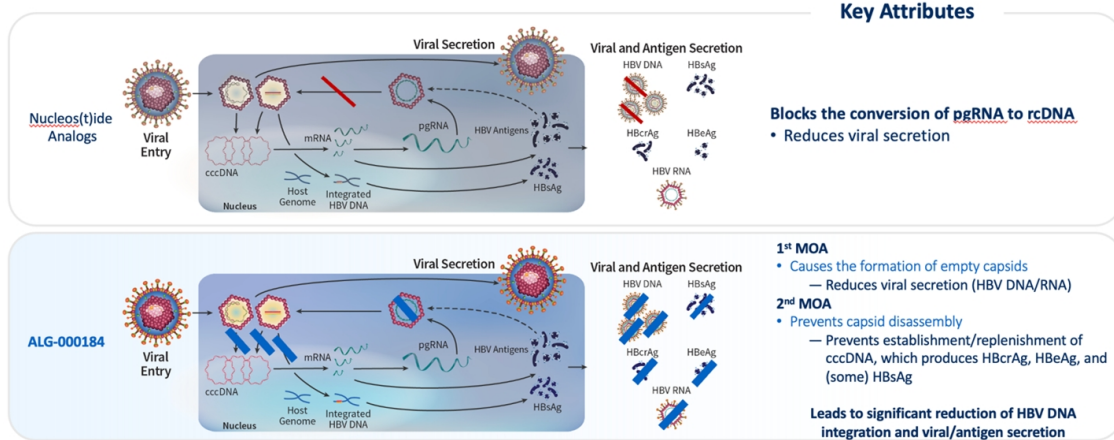 Key Attributes
Nucleos(t)ide
Analogs
Viral
Entry
Viral Secretion
cccDNA
mRNA
pgRNA
HBV Antigens
HBsAg
Host
Genome
Integrated
HBV DNA
Nucleus
Viral and Antigen Secretion
HBV DNA
HBsAg
HBcrAg
HBeAg
HBV RNA
Blocks the conversion of pgRNA to rcDNA
• Reduces viral secretion
ALG-000184
Viral
Entry
Viral Secretion
cccDNA
mRNA
pgRNA
HBV Antigens
HBsAg
Host
Genome
Integrated
HBV DNA
Nucleus
Viral and Antigen Secretion
HBV DNA
HBsAg
HBcrAg
HBeAg
HBV RNA
1st MOA
• Causes the formation of empty capsids
— Reduces viral secretion (HBV DNA/RNA)
2nd MOA
• Prevents capsid disassembly
— Prevents establishment/replenishment of
cccDNA, which produces HBcrAg, HBeAg, and
(some) HBsAg
Leads to significant reduction of HBV DNA
integration and viral/antigen secretion